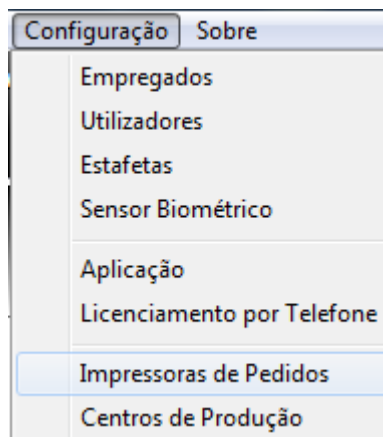 Configuração Sobre
Empregados
Utilizadores
Estafetas
Sensor Biométrico
Aplicação
Licenciamento por Telefone
Impressoras de Pedidos
Centros de Produção